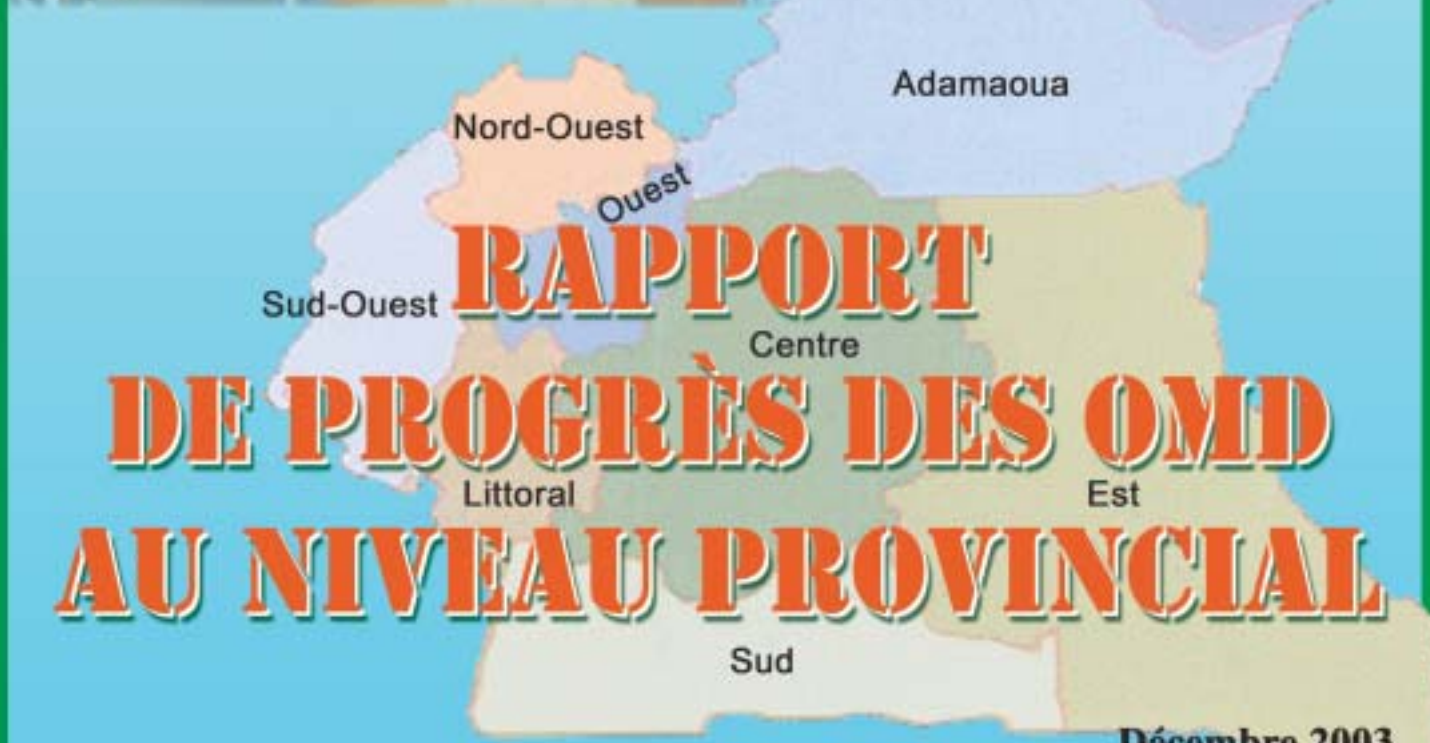 Adamaoua
Nord-Ouest
Ouest
RAPPORT
Sud-Ouest
Centre
DE PROGRÈS DES OMD
Littoral
Est
AU NIVEAU PROVINCIAL
Sud
Décembre 2003